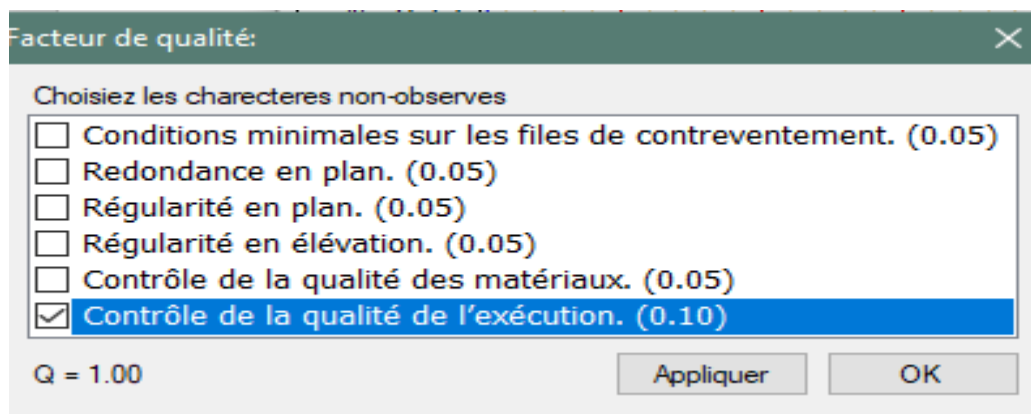 Facteur de qualité:
Choisiez les charecteres non-observes
Conditions minimales sur les files de contreventement. (0.05)
Redondance en plan. (0.05)
Régularité en plan. (0.05)
Régularité en élévation. (0.05)
Contrôle de la qualité des matériaux. (0.05)
Contrôle de la qualité de l’exécution. (0.10)
Q = 1.00 Appliquer OK